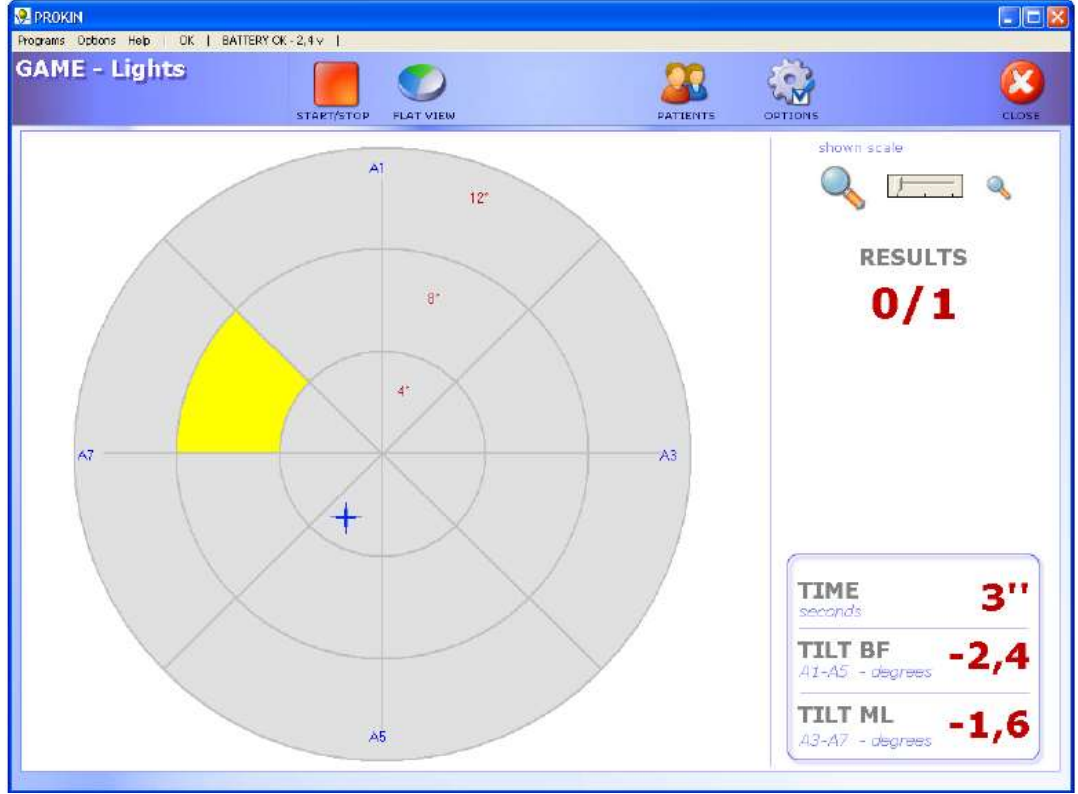 PROKIN
Programs Options Help | OK | BATTERY OK - 2,4 v |
GAME - Lights
START/STOP
FLAT VIEW
PATIENTS
OPTIONS
CLOSE
A1
12°
8°
4°
A7
A3
A5
shown scale
RESULTS
0/1
TIME
seconds
3''
TILT BF
A1-A5 - degrees
-2,4
TILT ML
A3-A7 - degrees
-1,6